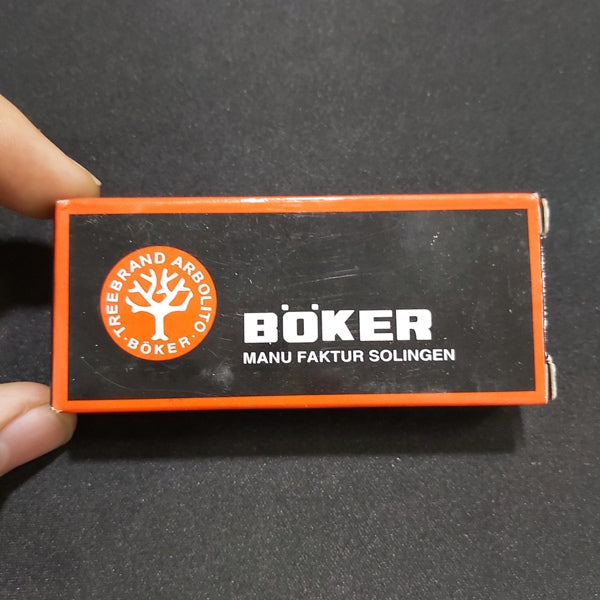 TREEBRAND ARBOLITO
· BÖKER ·
BÖKER
MANU FAKTUR SOLINGEN